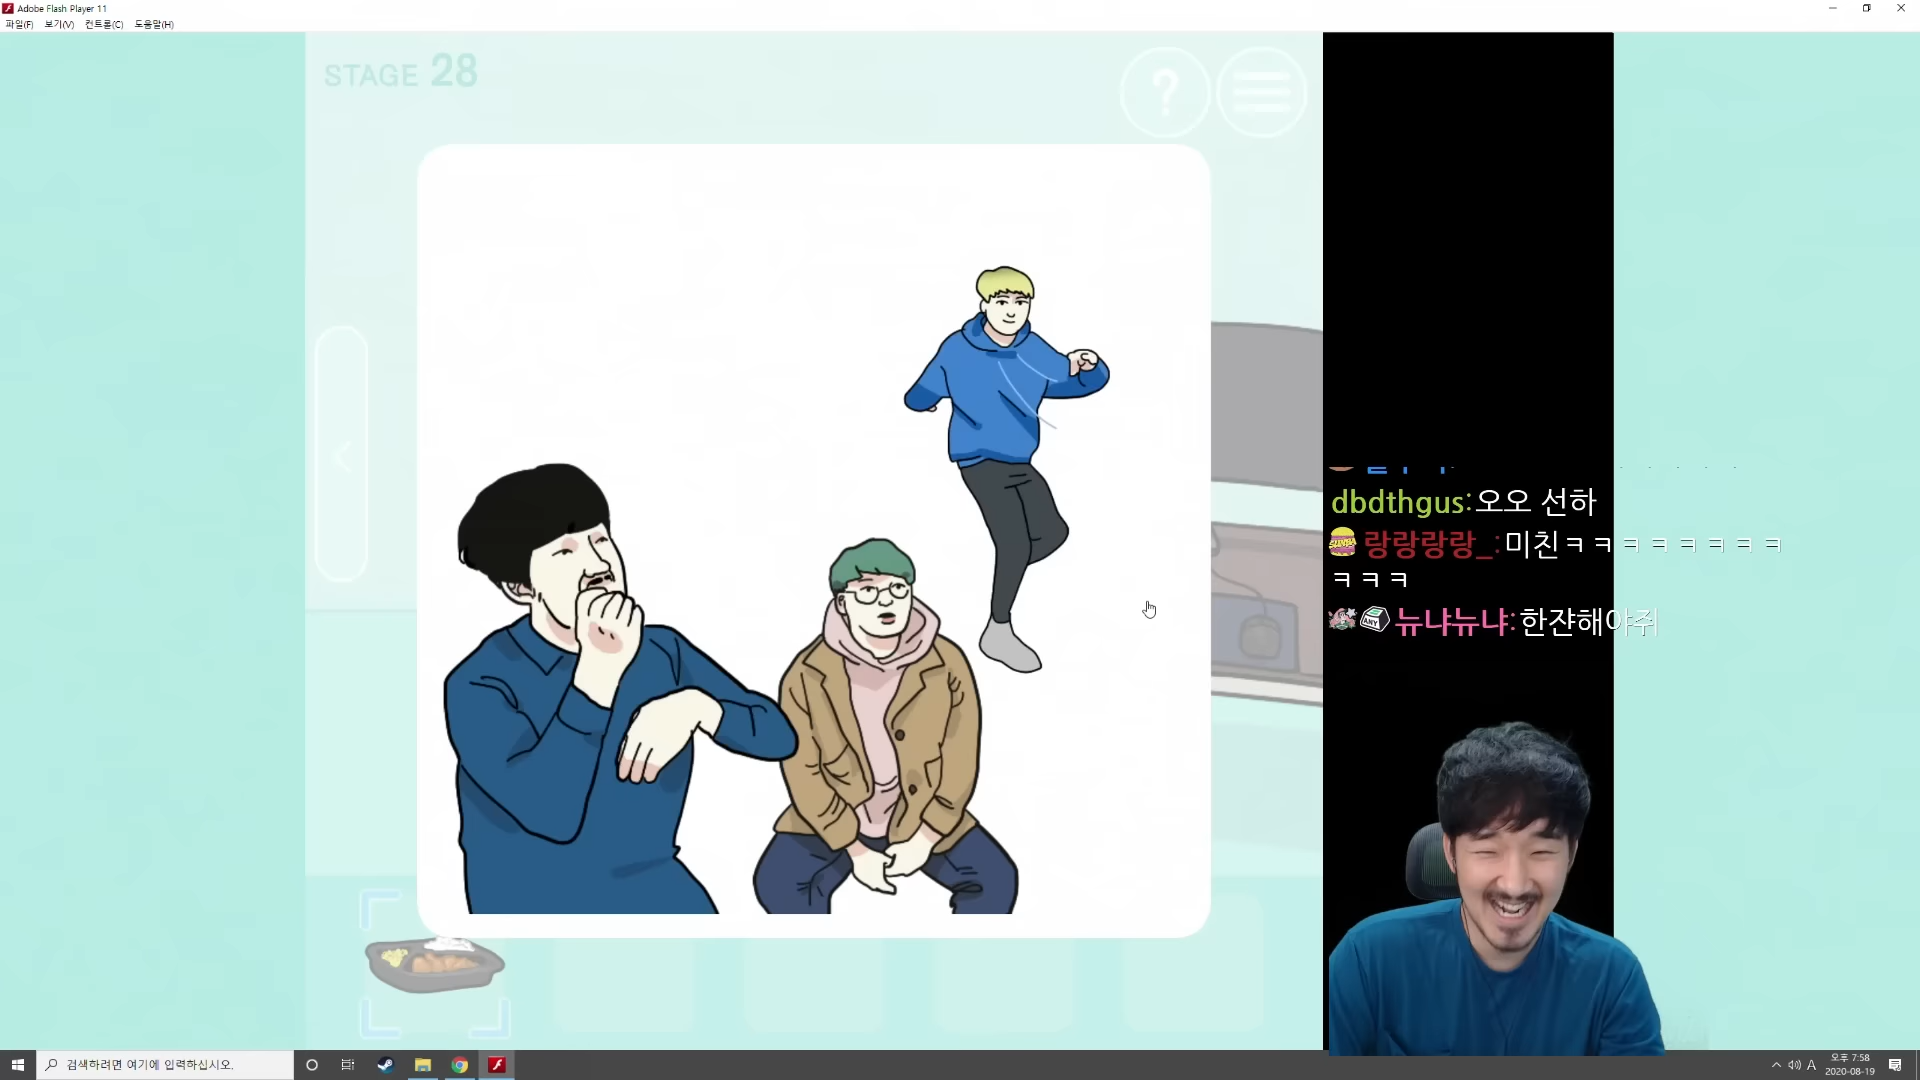 Adobe Flash Player 11
파일(F) 보기(V) 컨트롤(C) 도움말(H)
STAGE 28
?
dbdthgus:오오 선하
랑랑랑랑_:미친ㅋㅋㅋㅋㅋㅋㅋㅋ
ㅋㅋㅋ
ANY 뉴냐뉴냐:한쟌해야줘
검색하려면 여기에 입력하십시오.
A
오후 7:58
2020-08-19